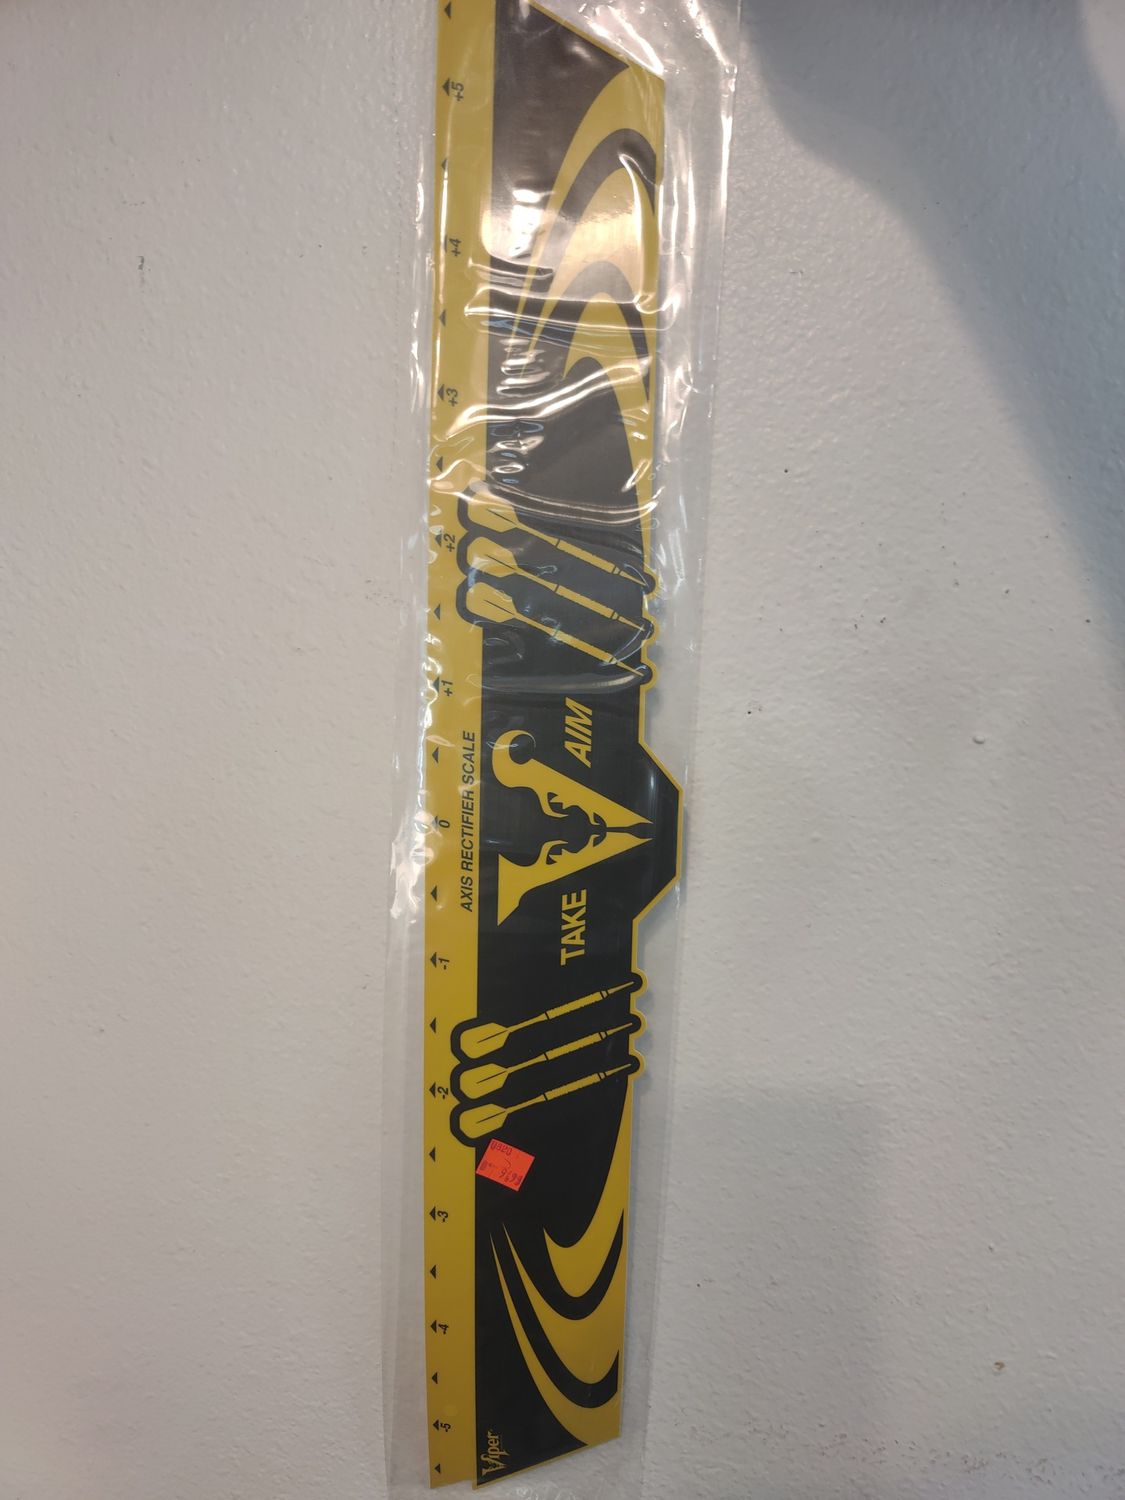 -5 -4 -3 -2 -1 0 +1 +2 +3 +4 +5
AXIS RECTIFIER SCALE
TAKE AIM
Viper